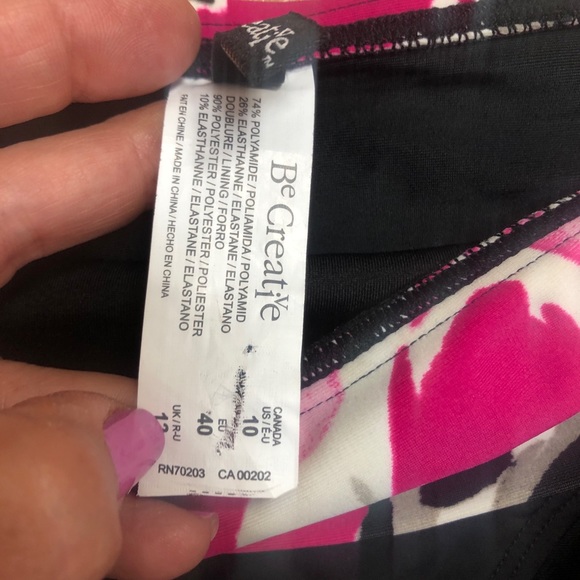 Be Creative
74% POLYAMIDE / POLIAMIDA / POLYAMID
26% ELASTHANNE / ELASTANE / ELASTANO
DOUBLURE / LINING / FORRO
90% POLYESTER / POLYESTER / POLIESTER
10% ELASTHANNE / ELASTANE / ELASTANO
FAIT EN CHINE / MADE IN CHINA / HECHO EN CHINA
CANADA
US / É-U
10
EU
40
UK / R-U
12
RN70203 CA 00202